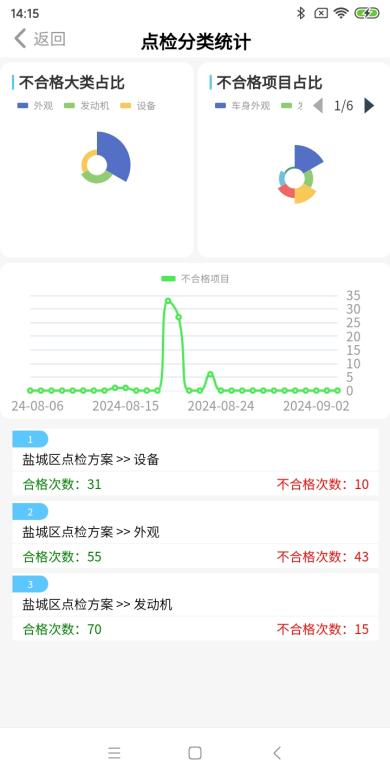 14:15
返回
点检分类统计
不合格大类占比
外观 发动机 设备
不合格项目占比
车身外观 1/6
不合格项目
35
30
25
20
15
10
5
0
24-08-06 2024-08-15 2024-08-24 2024-09-02
1
盐城区点检方案 >> 设备
合格次数：31 不合格次数：10
2
盐城区点检方案 >> 外观
合格次数：55 不合格次数：43
3
盐城区点检方案 >> 发动机
合格次数：70 不合格次数：15